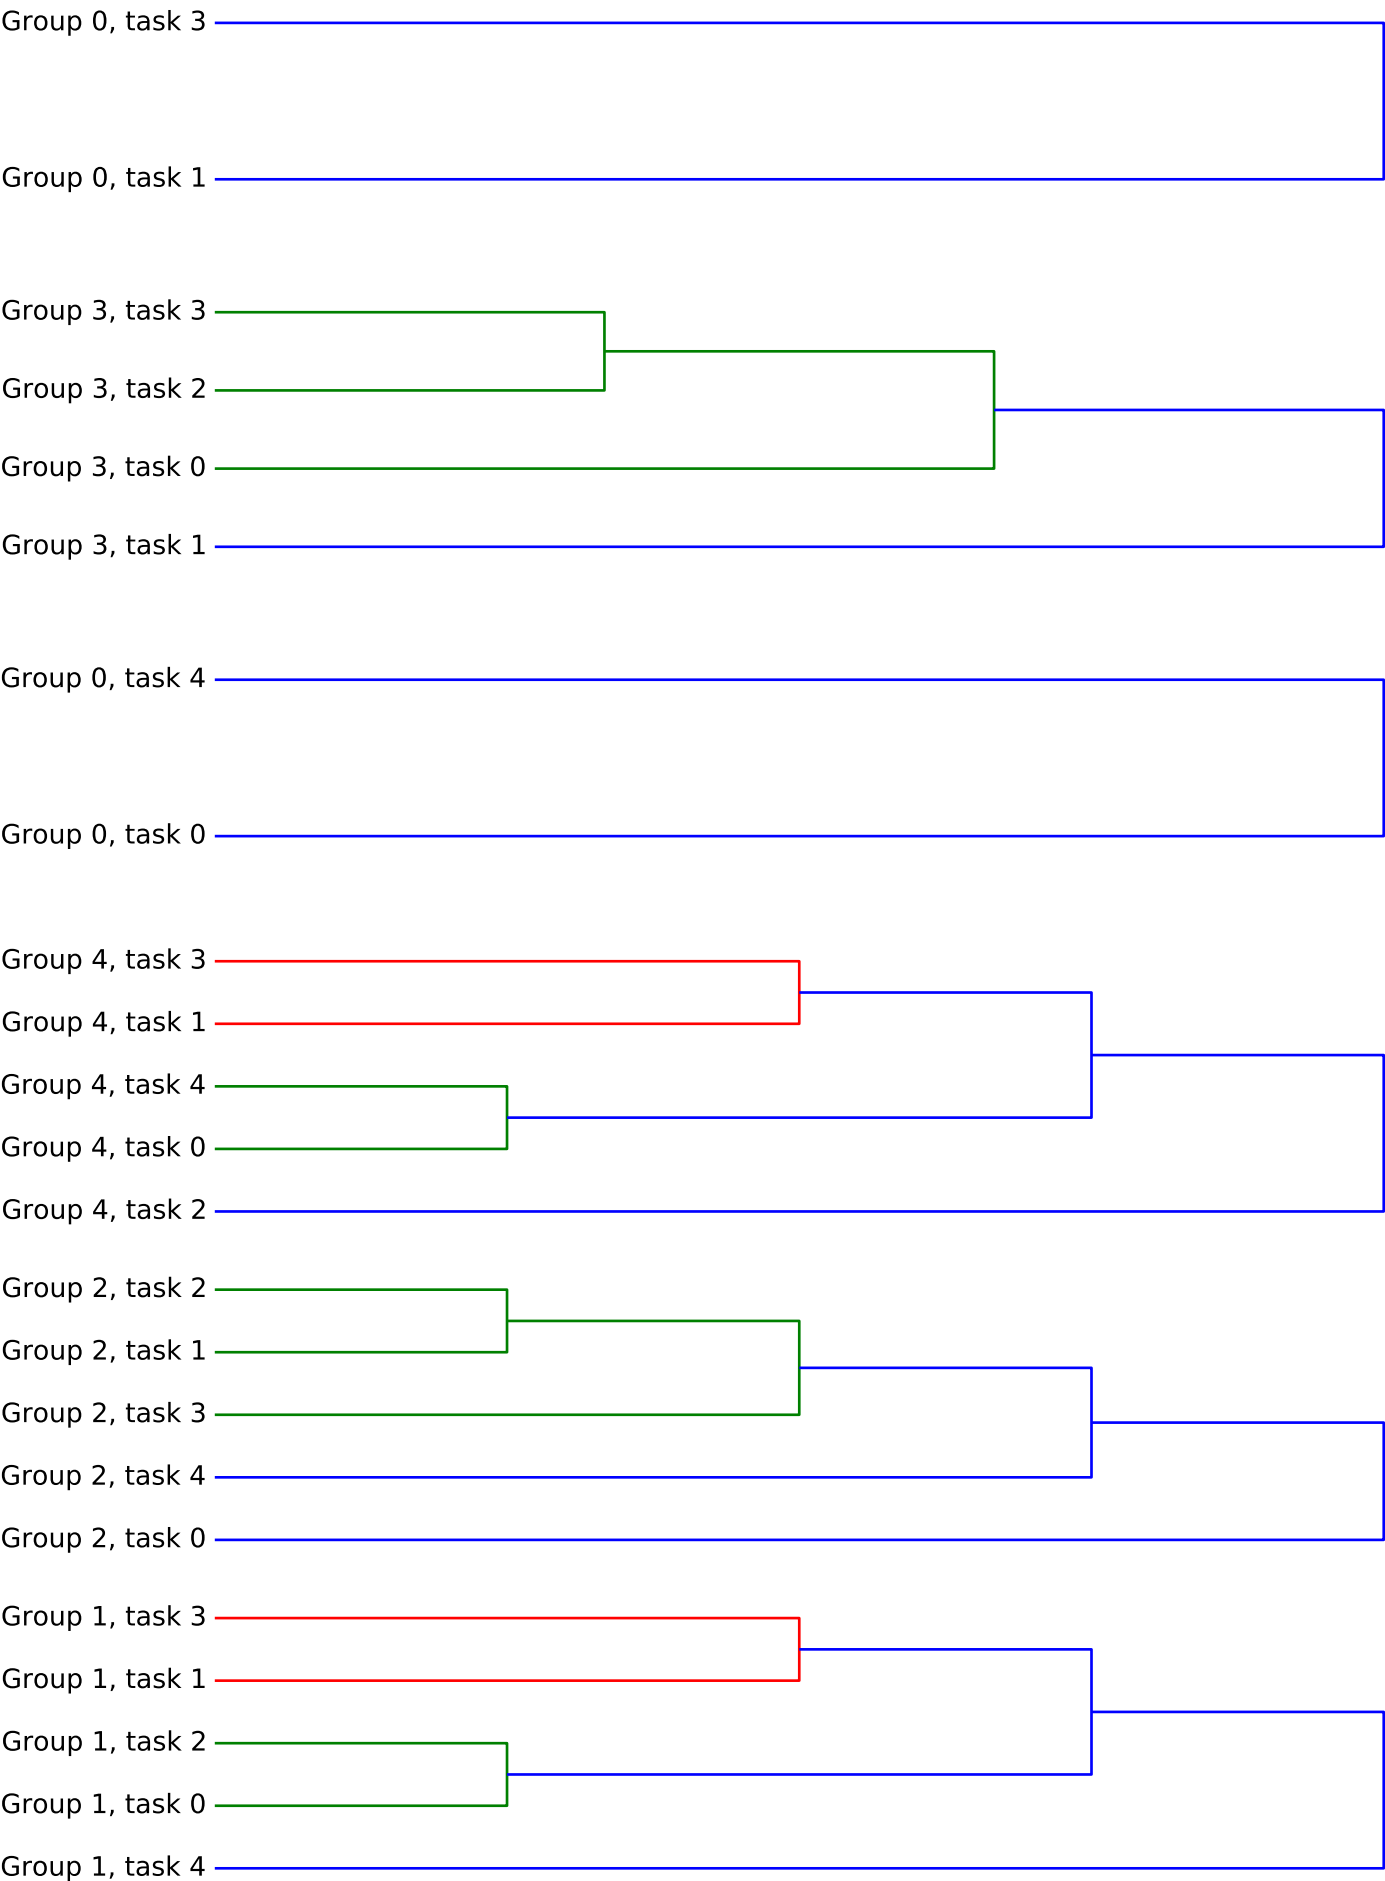 Group 0, task 3
Group 0, task 1
Group 3, task 3
Group 3, task 2
Group 3, task 0
Group 3, task 1
Group 0, task 4
Group 0, task 0
Group 4, task 3
Group 4, task 1
Group 4, task 4
Group 4, task 0
Group 4, task 2
Group 2, task 2
Group 2, task 1
Group 2, task 3
Group 2, task 4
Group 2, task 0
Group 1, task 3
Group 1, task 1
Group 1, task 2
Group 1, task 0
Group 1, task 4